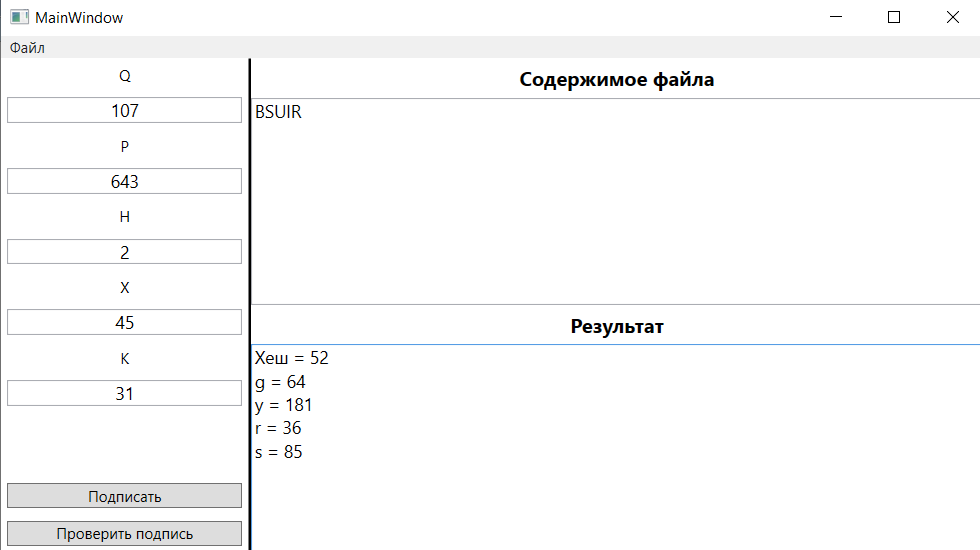 MainWindow
Файл
Q
107
P
643
H
2
X
45
K
31
Подписать
Проверить подпись
Содержимое файла
BSUIR
Результат
Хеш = 52
g = 64
y = 181
r = 36
s = 85